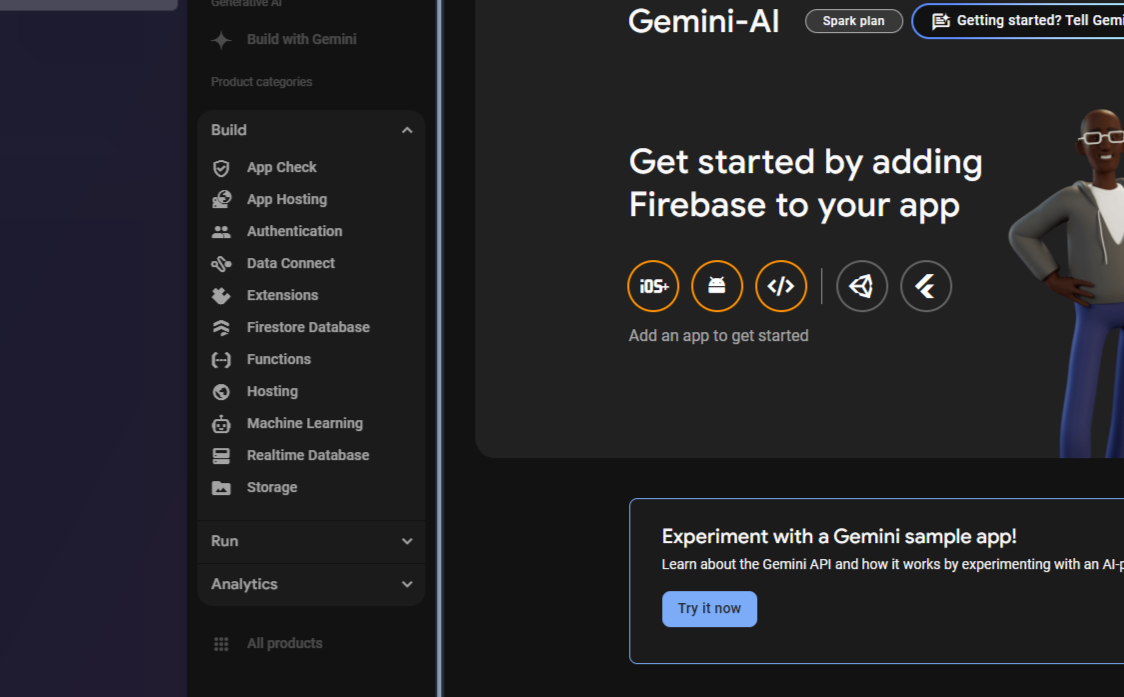 Generative AI
Build with Gemini
Product categories
Build
App Check
App Hosting
Authentication
Data Connect
Extensions
Firestore Database
Functions
Hosting
Machine Learning
Realtime Database
Storage
Run
Analytics
All products
Gemini-AI
Spark plan
Getting started? Tell Gemi
Get started by adding
Firebase to your app
iOS+
Add an app to get started
Experiment with a Gemini sample app!
Learn about the Gemini API and how it works by experimenting with an AI-p
Try it now